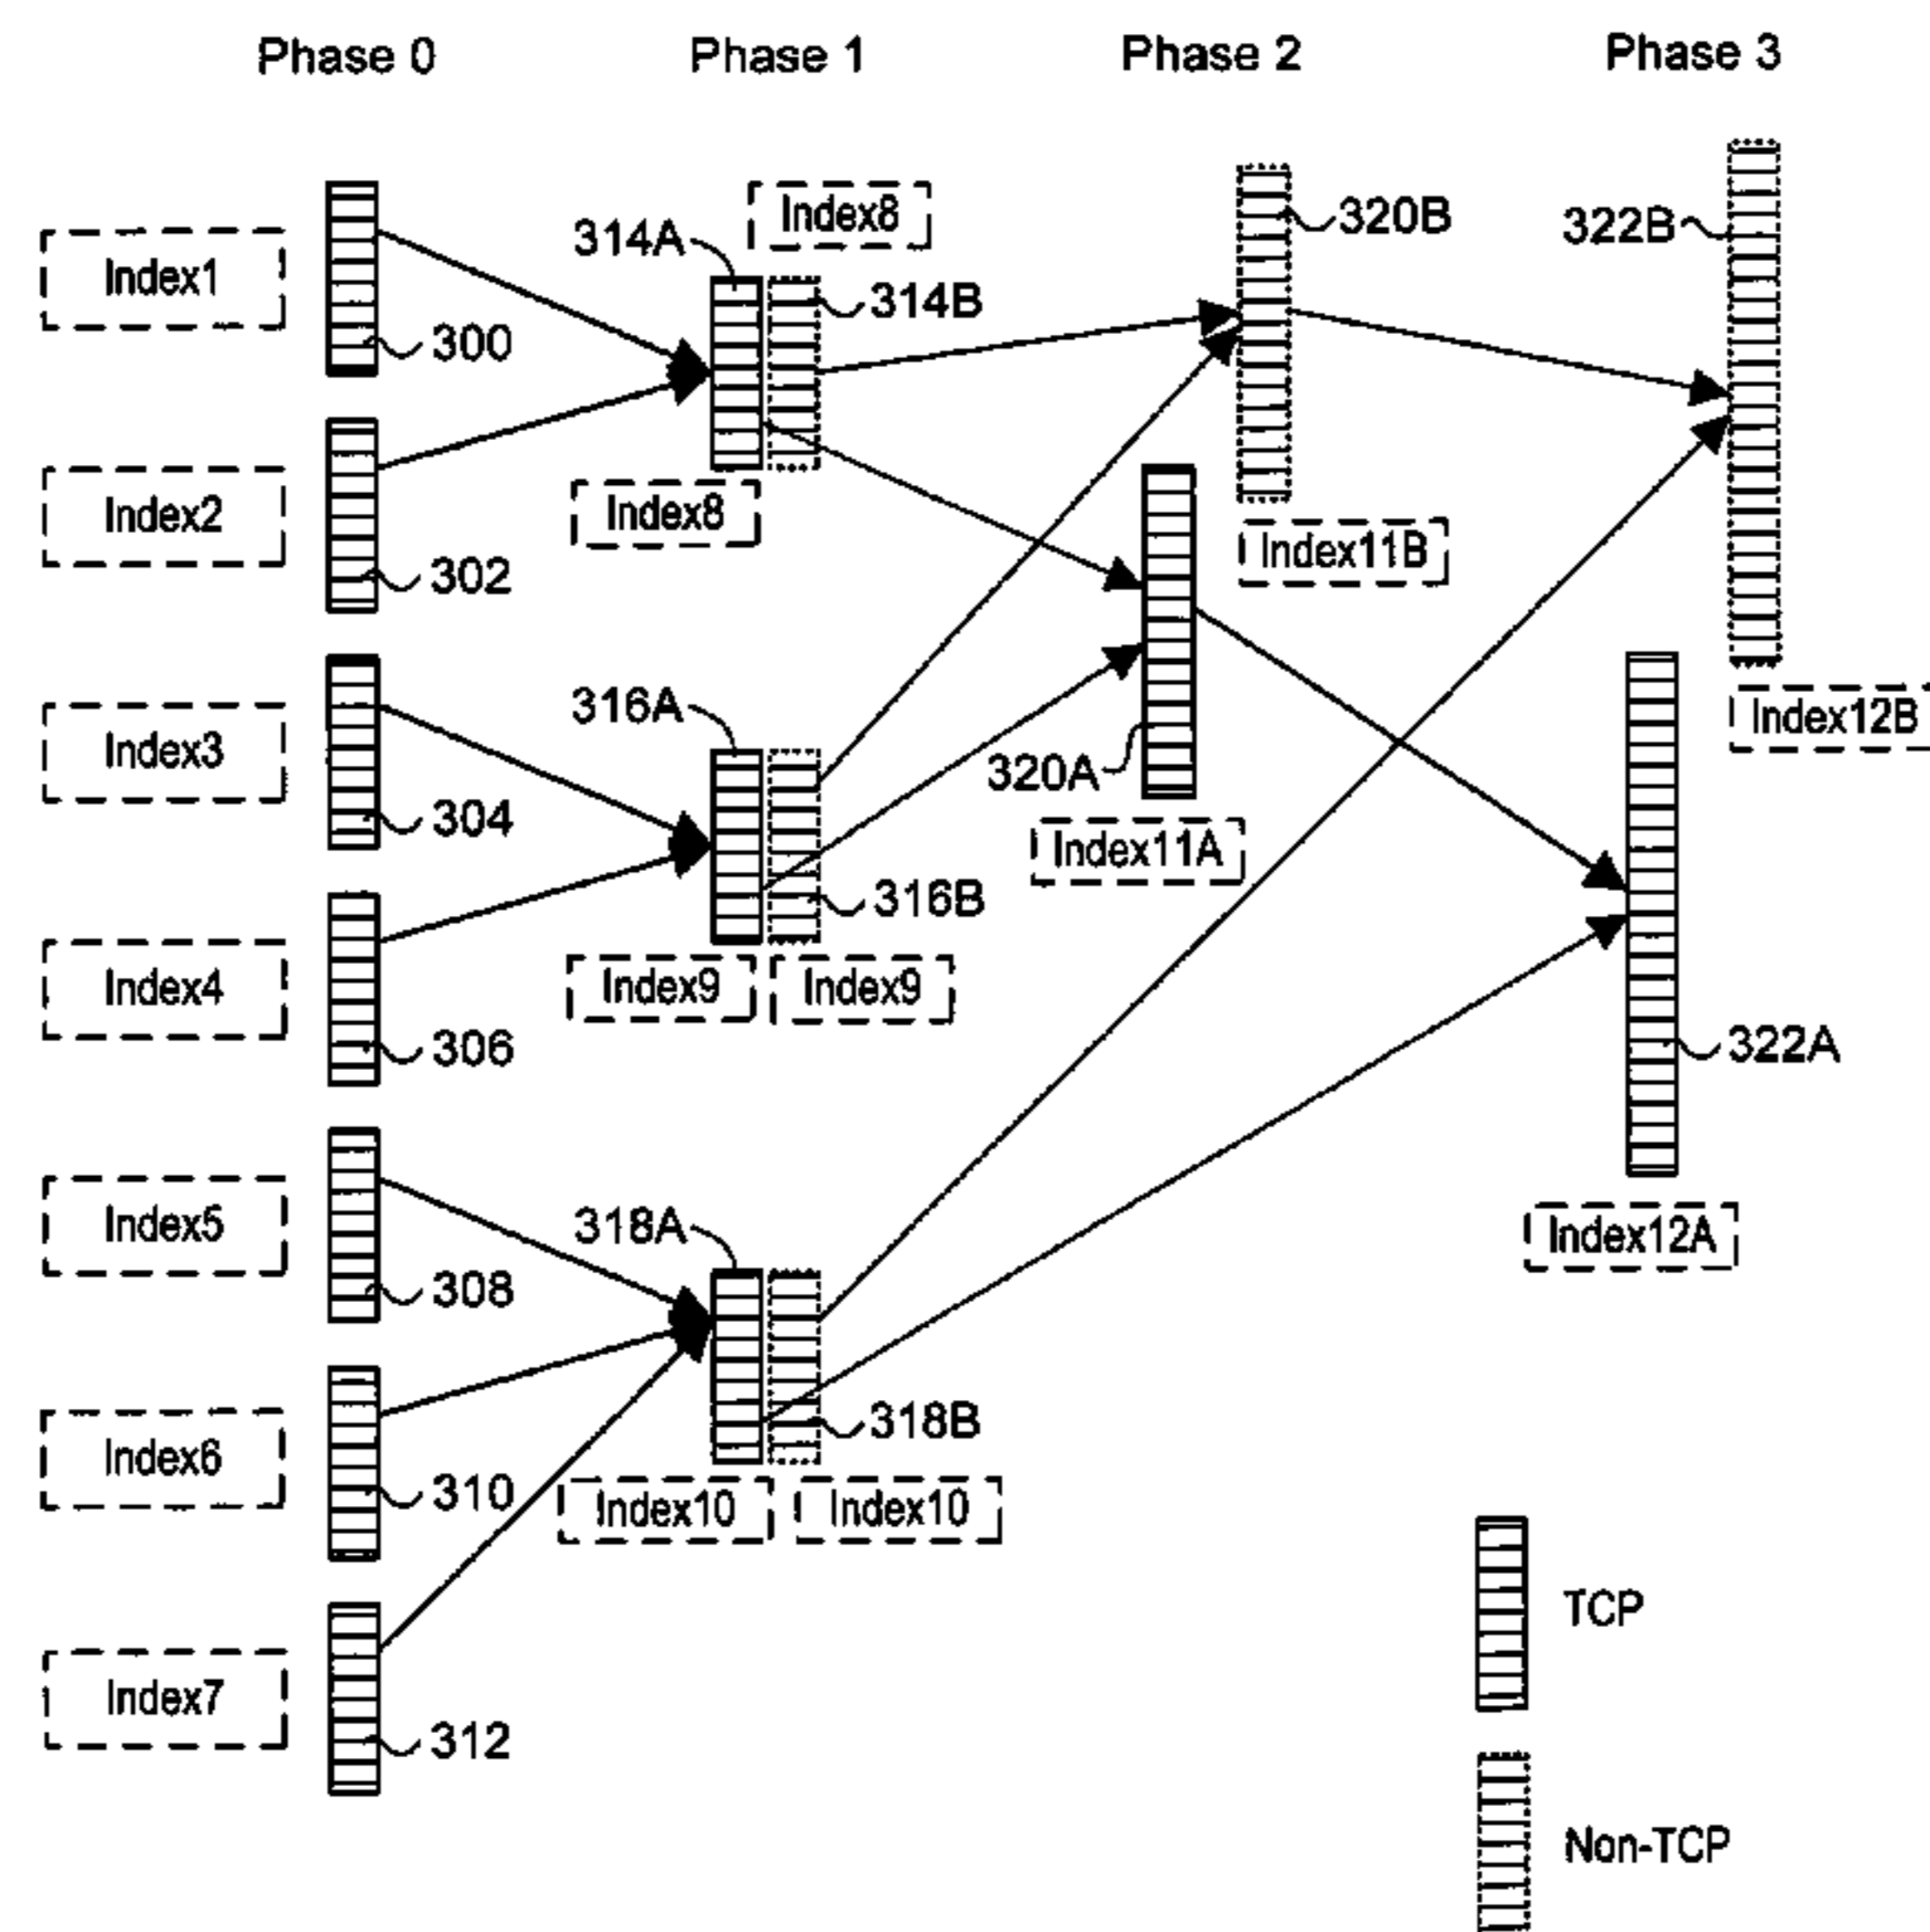 Phase 0 Phase 1 Phase 2 Phase 3
Index1
300
314A
Index8
314B
320B
322B
Index2
302
Index8
Index11B
Index3
304
316A
320A
Index11A
316B
Index12B
Index4
306
Index9 Index9
322A
Index5
308
318A
Index12A
Index6
310
318B
Index10 Index10
Index7
312
TCP
Non-TCP